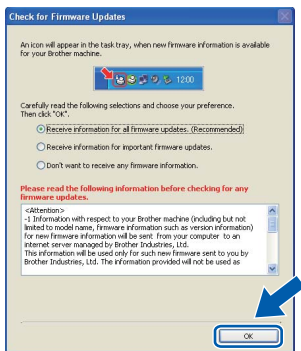 Check for Firmware Updates
An icon will appear in the task tray, when new firmware information is available
for your Brother machine.
12:00
Carefully read the following selections and choose your preference.
Then click "OK".
Receive information for all firmware updates. (Recommended)
Receive information for important firmware updates.
Don't want to receive any firmware information.
Please read the following information before checking for any
firmware updates.
<Attention>
-1 Information with respect to your Brother machine (including but not
limited to model name, firmware information such as version information)
for new firmware information will be sent from your computer to an
internet server managed by Brother Industries, Ltd.
This information will be used only for such new firmware sent to you by
Brother Industries, Ltd. The information provided will not be used as
OK